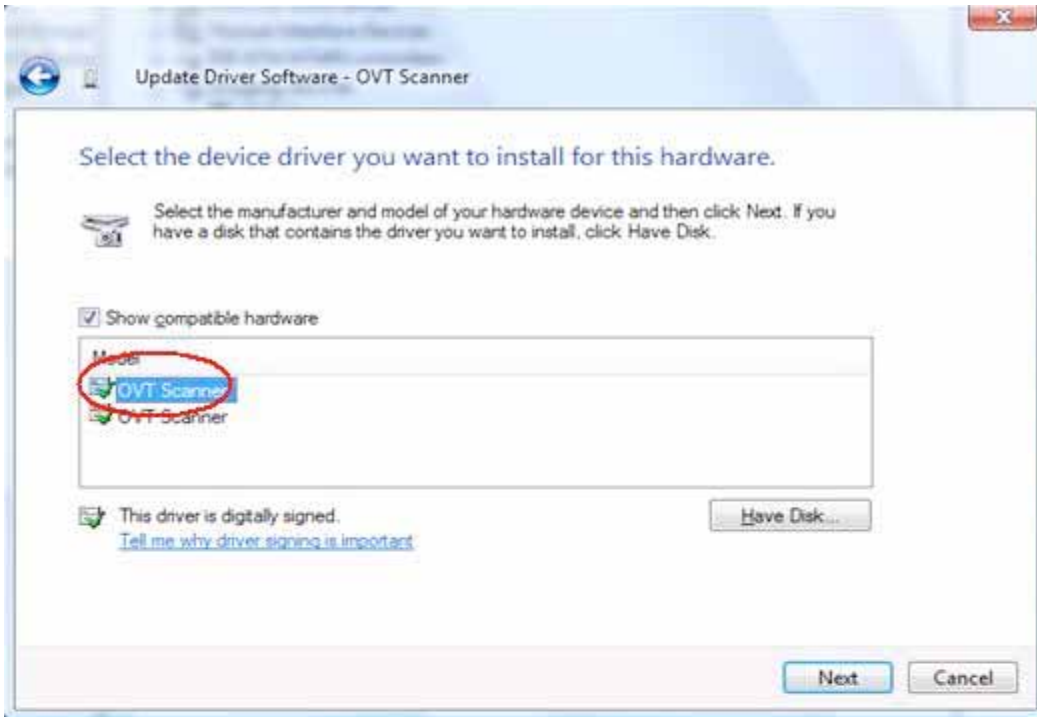 Update Driver Software - OVT Scanner
Select the device driver you want to install for this hardware.
Select the manufacturer and model of your hardware device and then click Next. If you
have a disk that contains the driver you want to install, click Have Disk.
Show compatible hardware
Model
OVT Scanner
OVT Scanner
This driver is digitally signed.
Have Disk...
Tell me why driver signing is important
Next
Cancel